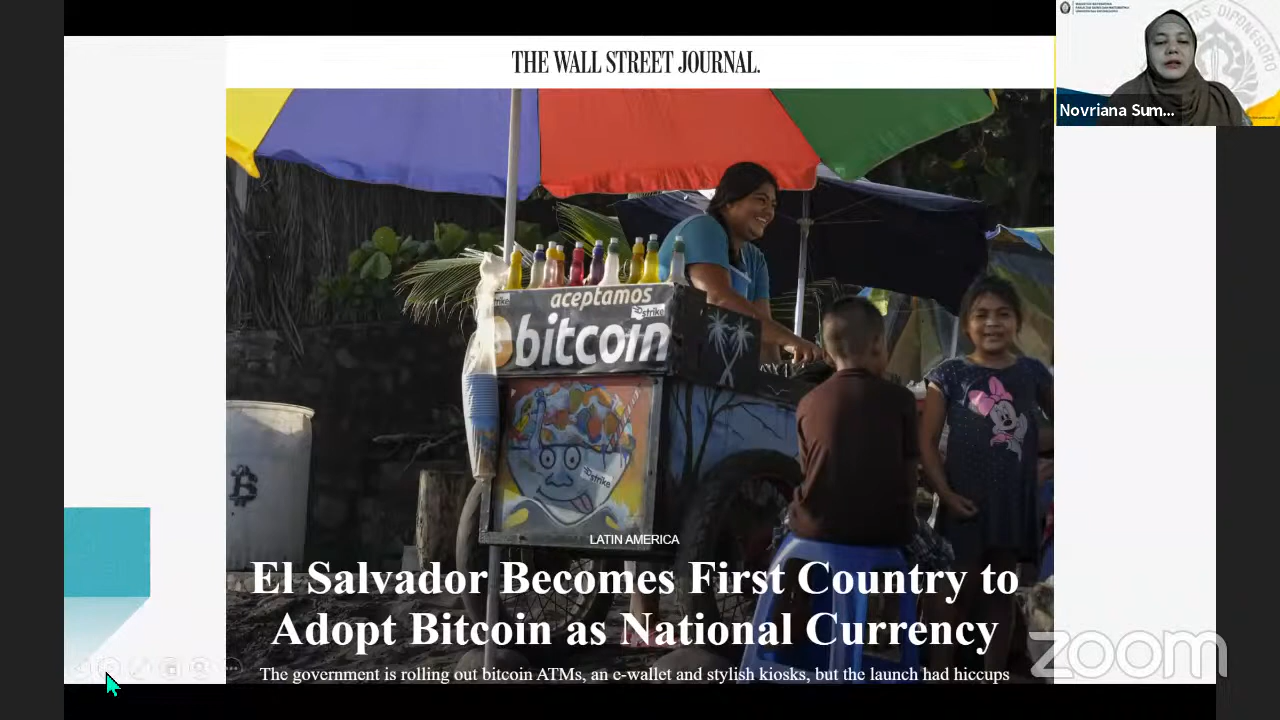 THE WALL STREET JOURNAL.
Novriana Sum...
aceptamos
strike
bitcoin
strike
LATIN AMERICA
El Salvador Becomes First Country to
Adopt Bitcoin as National Currency
The government is rolling out bitcoin ATMs, an e-wallet and stylish kiosks, but the launch had hiccups
zoom